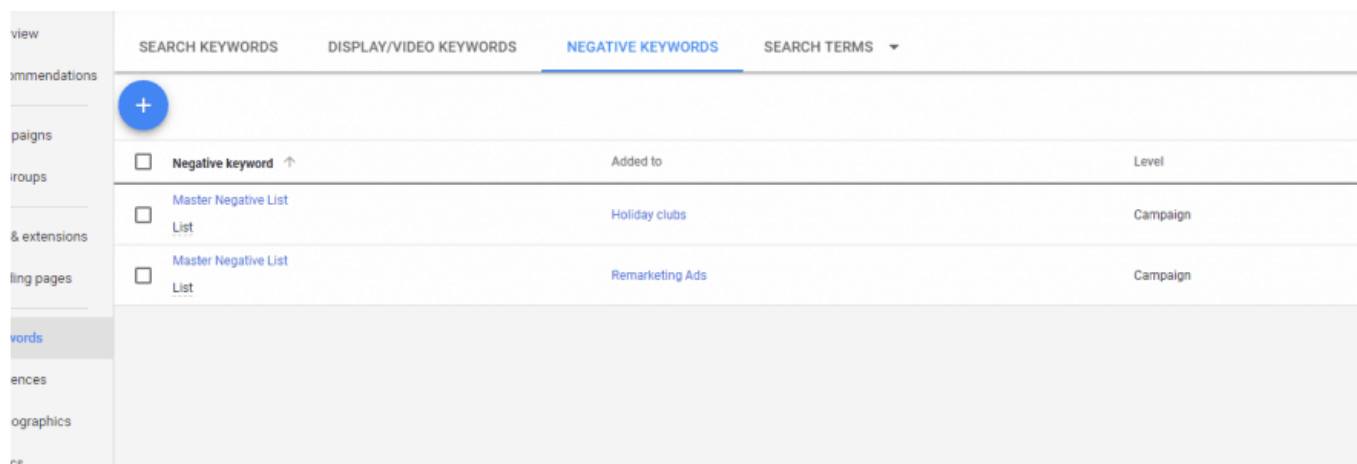 view
SEARCH KEYWORDS DISPLAY/VIDEO KEYWORDS NEGATIVE KEYWORDS SEARCH TERMS
ommendations
+
paigns
Negative keyword ↑ Added to Level
roups
Master Negative List
List
Holiday clubs Campaign
& extensions
Master Negative List
List
Remarketing Ads Campaign
ding pages
words
ences
ographics